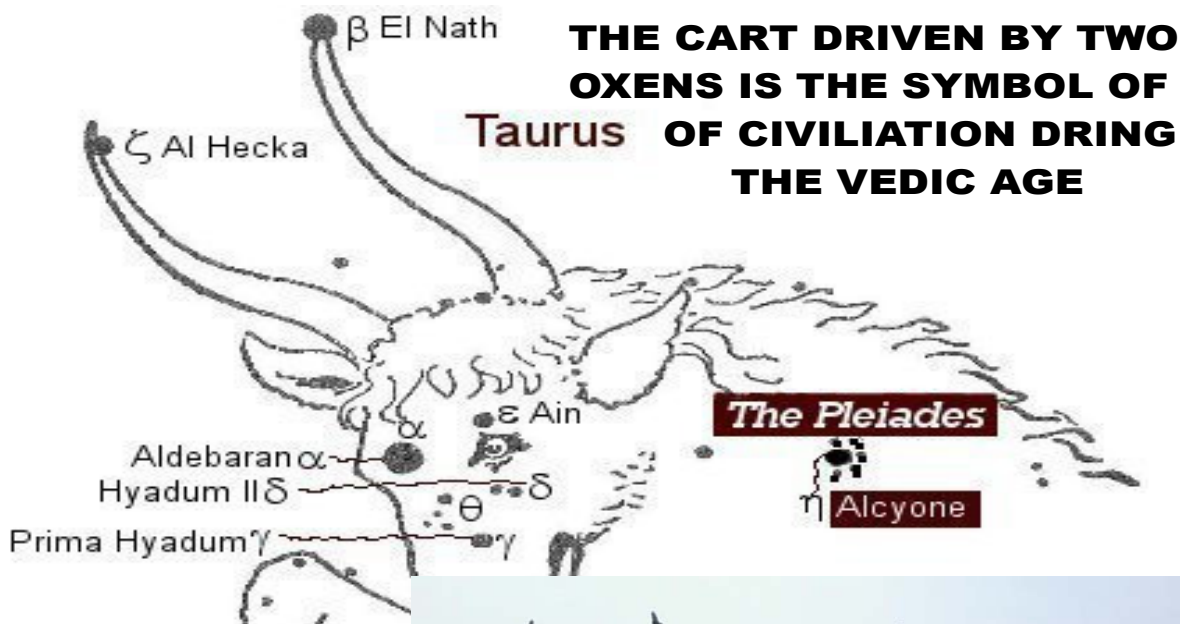 β El Nath
THE CART DRIVEN BY TWO
OXENS IS THE SYMBOL OF
Taurus
OF CIVILIATION DRING
ζ Al Hecka
THE VEDIC AGE
The Pleiades
α
ε Ain
Aldebaran α
Hyadum II δ
δ
θ
η Alcyone
Prima Hyadum γ
γ